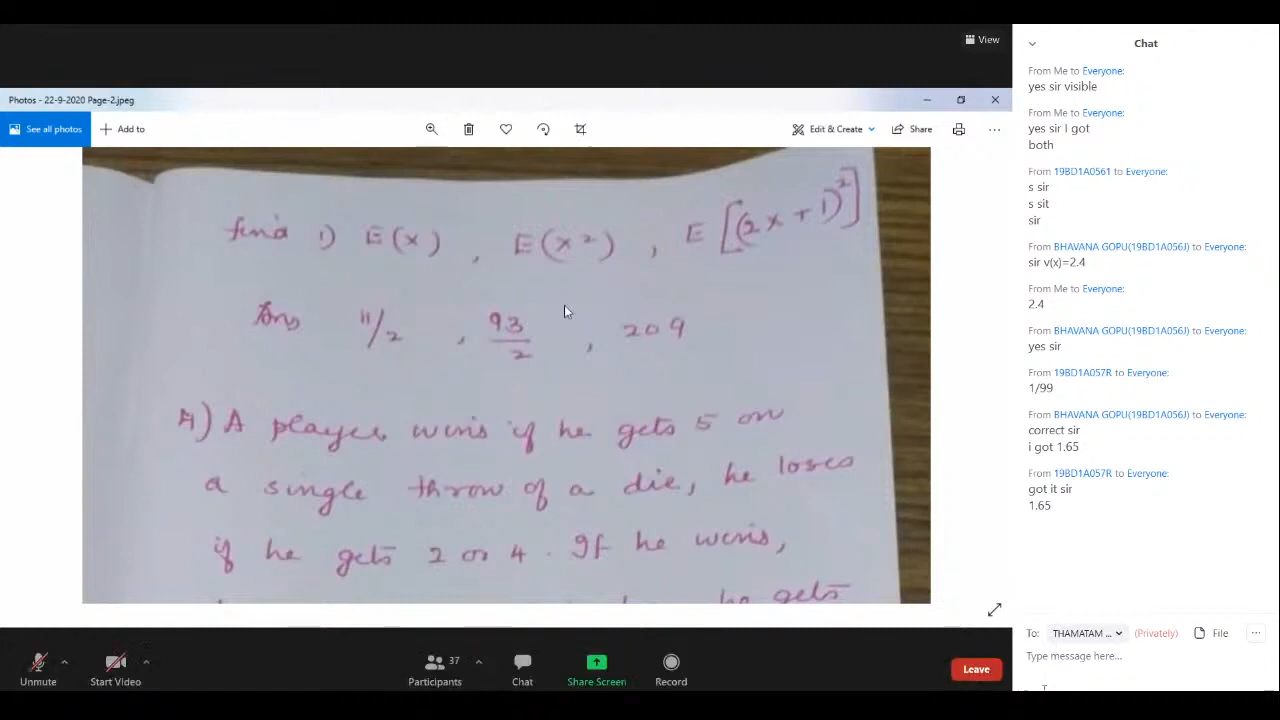 View
Chat
Photos - 22-9-2020 Page-2.jpeg
See all photos
Add to
Edit & Create
Share
find 1) E(x) , E(x2) , E[(2x+1)2]
Ans 11/2 , 93/2 , 209
4) A player wins if he gets 5 on
a single throw of a die, he loses
if he gets 2 or 4. If he wins,
he gets
From Me to Everyone:
yes sir visible
From Me to Everyone:
yes sir I got
both
From 19BD1A0561 to Everyone:
s sir
s sit
sir
From BHAVANA GOPU(19BD1A056J) to Everyone:
sir v(x)=2.4
From Me to Everyone:
2.4
From BHAVANA GOPU(19BD1A056J) to Everyone:
yes sir
From 19BD1A057R to Everyone:
1/99
From BHAVANA GOPU(19BD1A056J) to Everyone:
correct sir
i got 1.65
From 19BD1A057R to Everyone:
got it sir
1.65
To: THAMATAM ... (Privately) File
Type message here...
Unmute
Start Video
37
Participants
Chat
Share Screen
Record
Leave